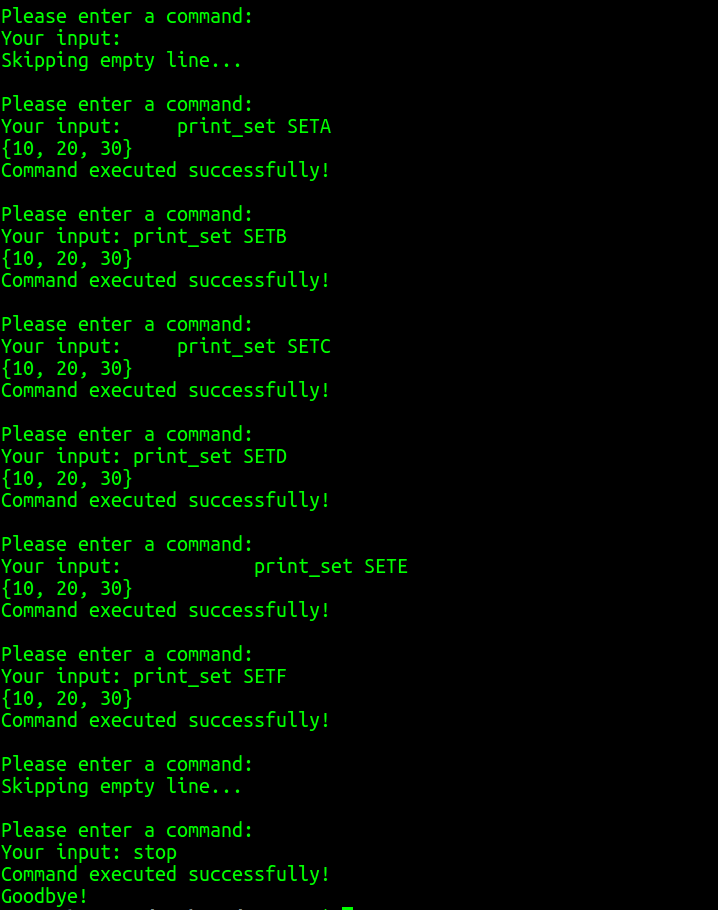 Please enter a command:
Your input:
Skipping empty line...

Please enter a command:
Your input:     print_set SETA
{10, 20, 30}
Command executed successfully!

Please enter a command:
Your input: print_set SETB
{10, 20, 30}
Command executed successfully!

Please enter a command:
Your input:     print_set SETC
{10, 20, 30}
Command executed successfully!

Please enter a command:
Your input: print_set SETD
{10, 20, 30}
Command executed successfully!

Please enter a command:
Your input:            print_set SETE
{10, 20, 30}
Command executed successfully!

Please enter a command:
Your input: print_set SETF
{10, 20, 30}
Command executed successfully!

Please enter a command:
Skipping empty line...

Please enter a command:
Your input: stop
Command executed successfully!
Goodbye!